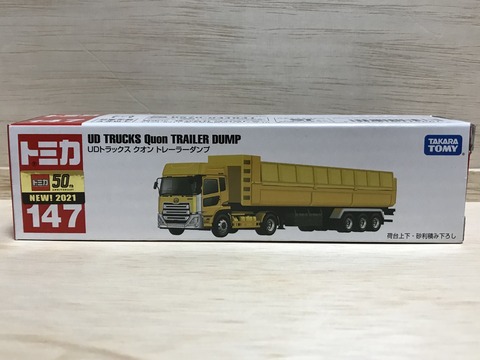 UD TRUCKS Quon TRAILER DUMP
UDトラックス クオン トレーラーダンプ
トミカ
トミカ 50th
NEW! 2021
147
TAKARA
TOMY
荷台上下・砂利積み下ろし